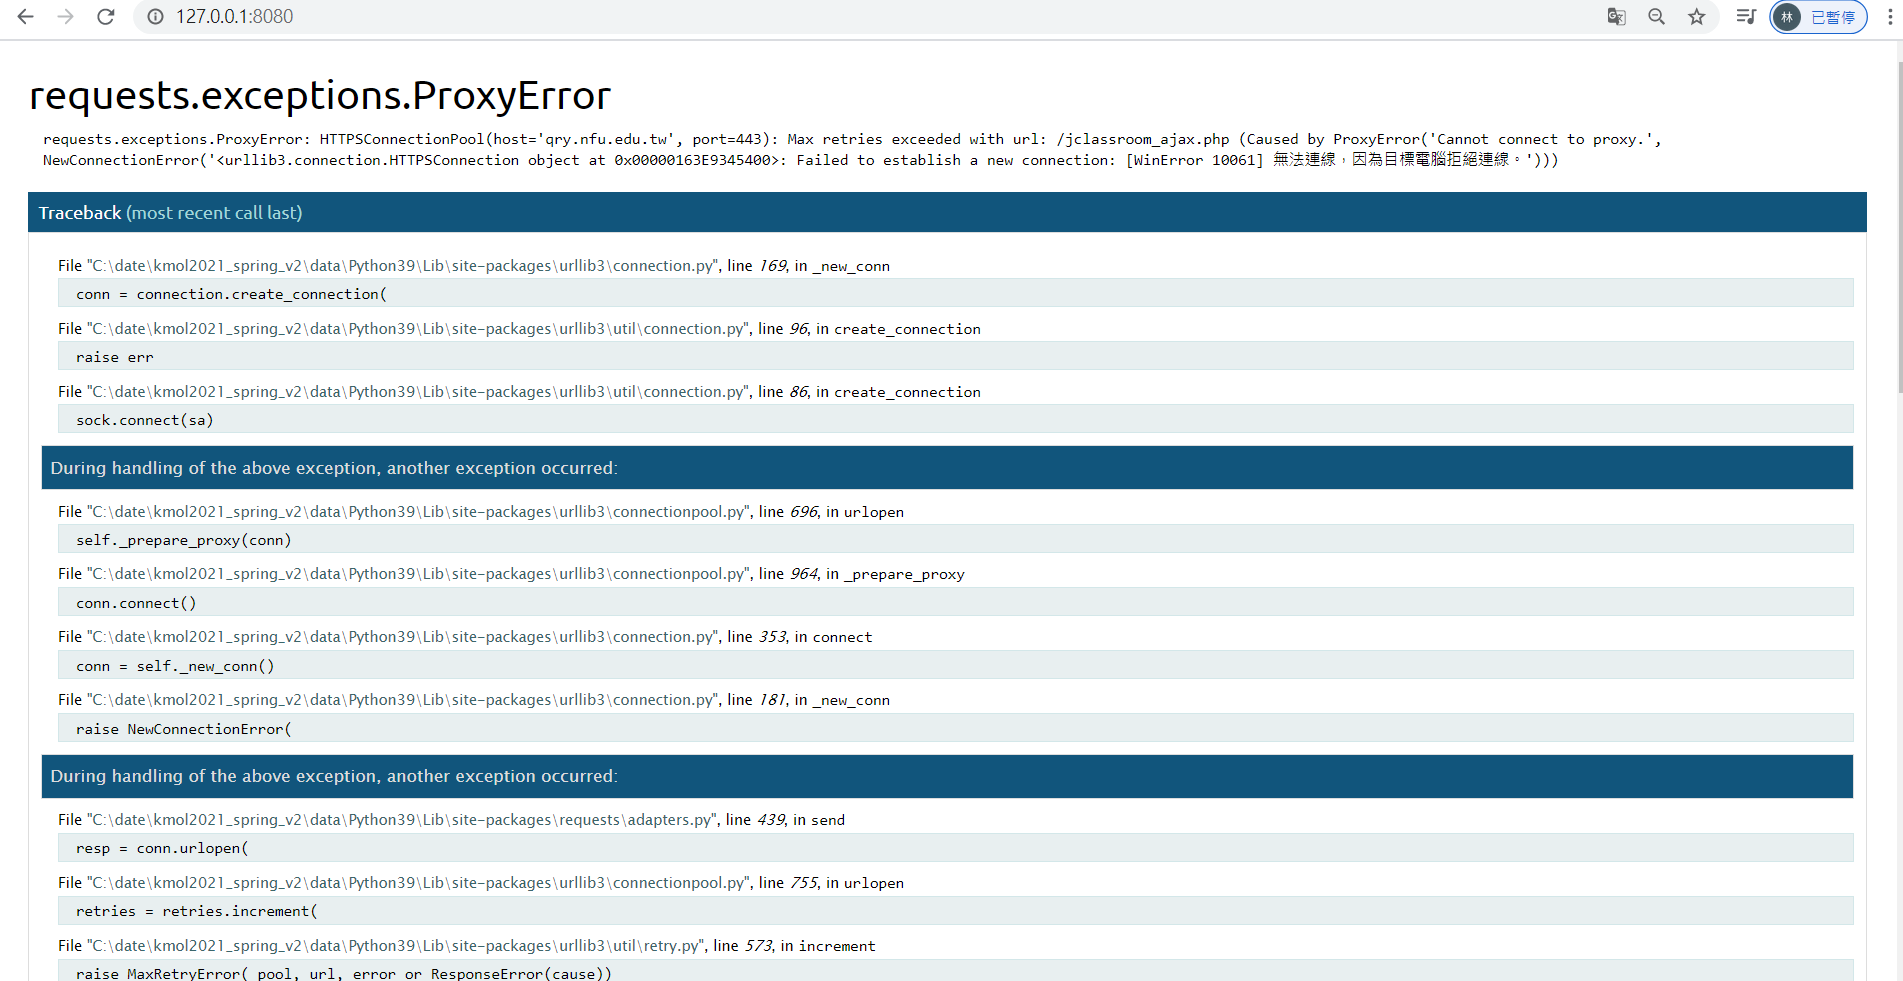 127.0.0.1:8080
林 已暫停
requests.exceptions.ProxyError
requests.exceptions.ProxyError: HTTPSConnectionPool(host='qry.nfu.edu.tw', port=443): Max retries exceeded with url: /jclassroom_ajax.php (Caused by ProxyError('Cannot connect to proxy.',
NewConnectionError('<urllib3.connection.HTTPSConnection object at 0x00000163E9345400>: Failed to establish a new connection: [WinError 10061] 無法連線，因為目標電腦拒絕連線。')))
Traceback (most recent call last)
File "C:\date\kmol2021_spring_v2\data\Python39\Lib\site-packages\urllib3\connection.py", line 169, in _new_conn
conn = connection.create_connection(
File "C:\date\kmol2021_spring_v2\data\Python39\Lib\site-packages\urllib3\util\connection.py", line 96, in create_connection
raise err
File "C:\date\kmol2021_spring_v2\data\Python39\Lib\site-packages\urllib3\util\connection.py", line 86, in create_connection
sock.connect(sa)
During handling of the above exception, another exception occurred:
File "C:\date\kmol2021_spring_v2\data\Python39\Lib\site-packages\urllib3\connectionpool.py", line 696, in urlopen
self._prepare_proxy(conn)
File "C:\date\kmol2021_spring_v2\data\Python39\Lib\site-packages\urllib3\connectionpool.py", line 964, in _prepare_proxy
conn.connect()
File "C:\date\kmol2021_spring_v2\data\Python39\Lib\site-packages\urllib3\connection.py", line 353, in connect
conn = self._new_conn()
File "C:\date\kmol2021_spring_v2\data\Python39\Lib\site-packages\urllib3\connection.py", line 181, in _new_conn
raise NewConnectionError(
During handling of the above exception, another exception occurred:
File "C:\date\kmol2021_spring_v2\data\Python39\Lib\site-packages\requests\adapters.py", line 439, in send
resp = conn.urlopen(
File "C:\date\kmol2021_spring_v2\data\Python39\Lib\site-packages\urllib3\connectionpool.py", line 755, in urlopen
retries = retries.increment(
File "C:\date\kmol2021_spring_v2\data\Python39\Lib\site-packages\urllib3\util\retry.py", line 573, in increment
raise MaxRetryError(_pool, url, error or ResponseError(cause))